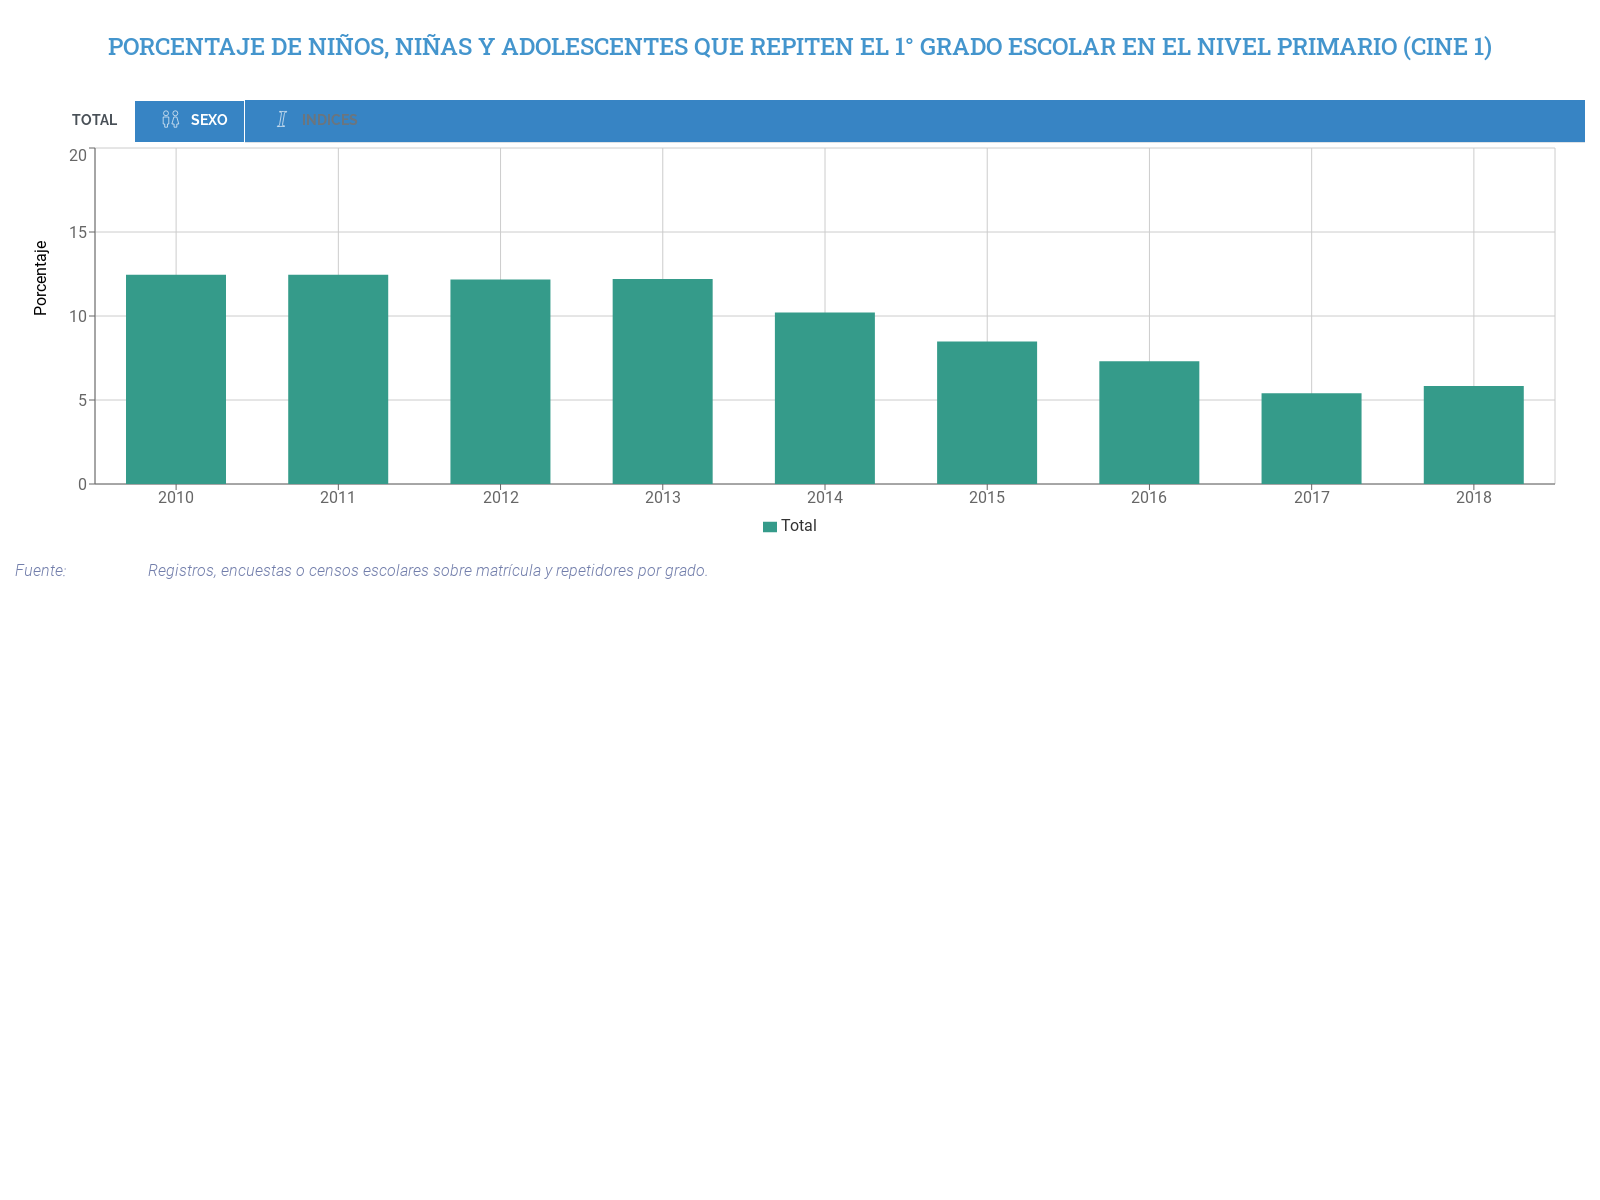 PORCENTAJE DE NIÑOS, NIÑAS Y ADOLESCENTES QUE REPITEN EL 1° GRADO ESCOLAR EN EL NIVEL PRIMARIO (CINE 1)
TOTAL SEXO INDICES
20
15
10
5
0
Porcentaje
2010 2011 2012 2013 2014 2015 2016 2017 2018
Total
Fuente: Registros, encuestas o censos escolares sobre matrícula y repetidores por grado.